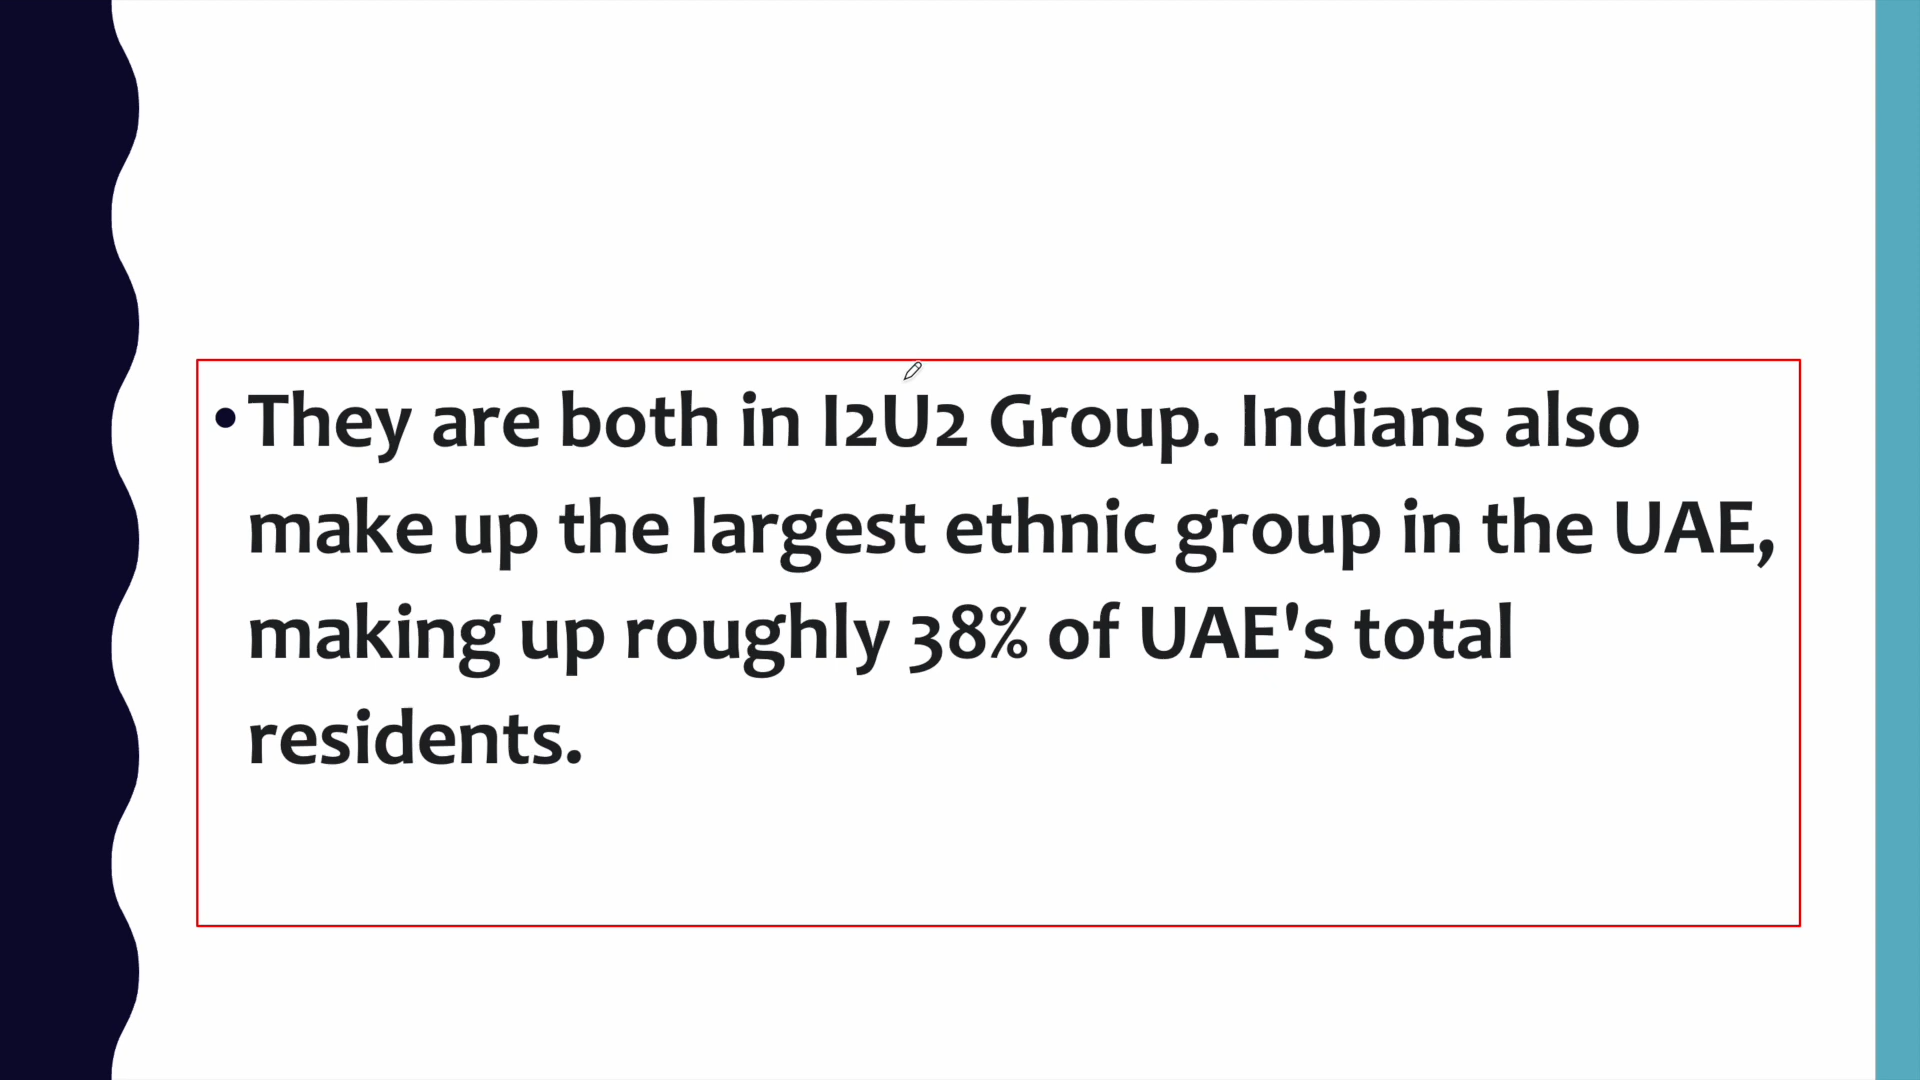 • They are both in I2U2 Group. Indians also
make up the largest ethnic group in the UAE,
making up roughly 38% of UAE's total
residents.